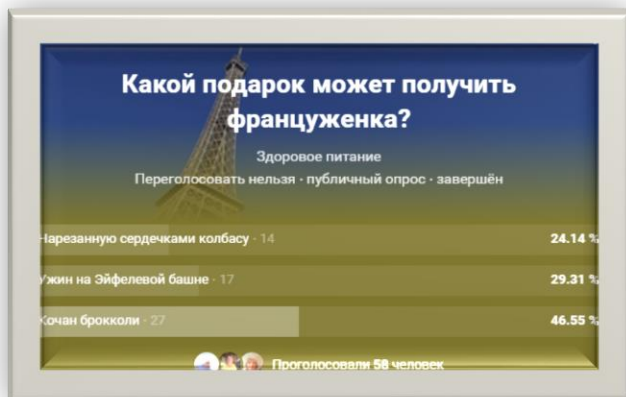 Какой подарок может получить
француженка?
Здоровое питание
Переголосовать нельзя · публичный опрос · завершён
Нарезанную сердечками колбасу · 14 24.14 %
Ужин на Эйфелевой башне · 17 29.31 %
Кочан брокколи · 27 46.55 %
Проголосовали 58 человек